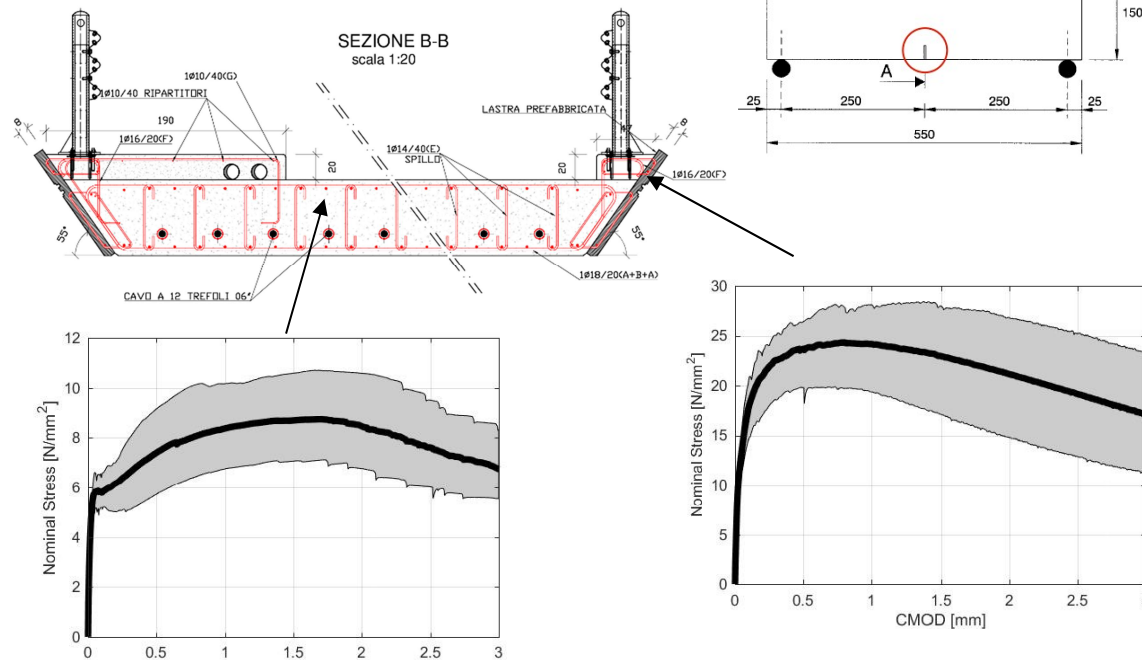 SEZIONE B-B
scala 1:20
1Ø10/40(G)
1Ø10/40 RIPARTITORI
190
8
1Ø16/20(F)
20
LASTRA PREFABBRICATA
8
1Ø14/40(E)
SPILLO
20
1Ø16/20(F)
55°
55°
1Ø18/20(A+B+A)
CAVO A 12 TREFOLI 06"
150
A
25
250
250
25
550
12
10
8
6
4
2
0
Nominal Stress [N/mm²]
0
0.5
1
1.5
2
2.5
3
30
25
20
15
10
5
0
Nominal Stress [N/mm²]
0
0.5
1
1.5
2
2.5
CMOD [mm]